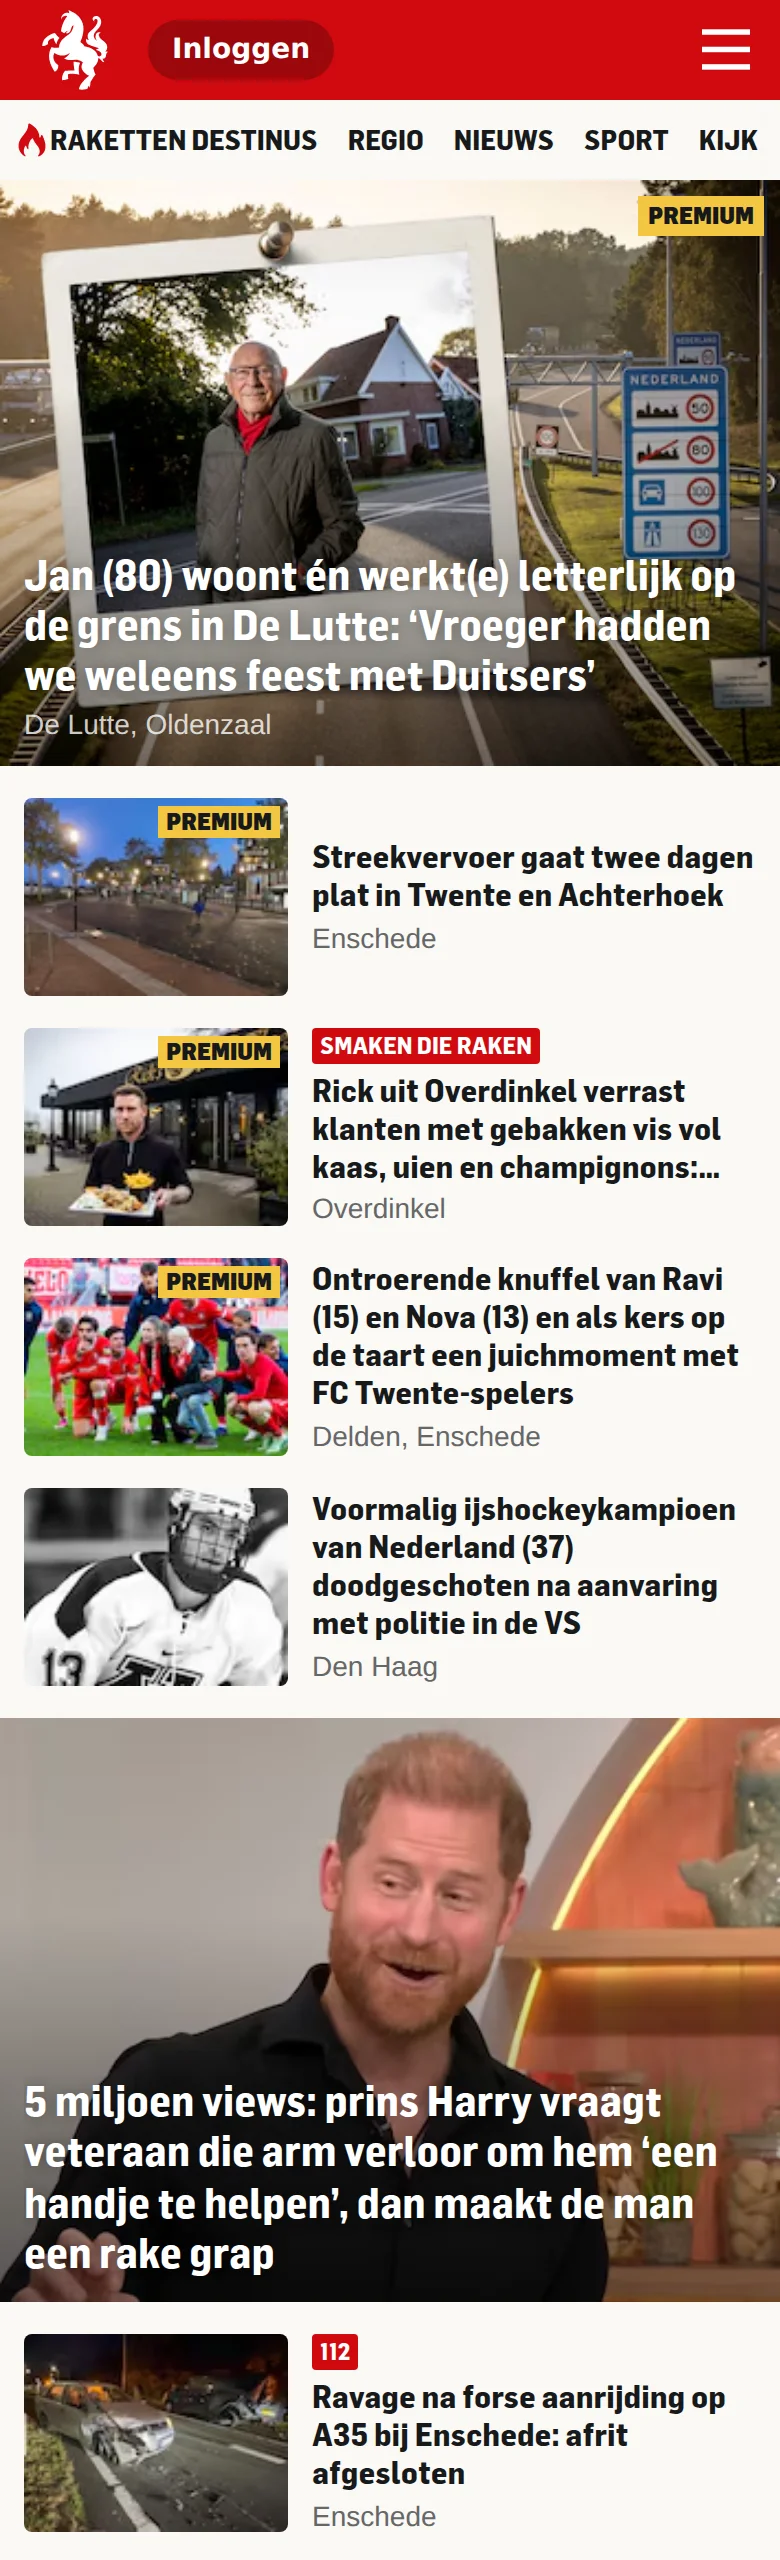 Inloggen
RAKETTEN DESTINUS REGIO NIEUWS SPORT KIJK
PREMIUM
NEDERLAND
NEDERLAND
50
80
100
130
Jan (80) woont én werkt(e) letterlijk op
de grens in De Lutte: ‘Vroeger hadden
we weleens feest met Duitsers’
De Lutte, Oldenzaal
PREMIUM
Streekvervoer gaat twee dagen
plat in Twente en Achterhoek
Enschede
PREMIUM
SMAKEN DIE RAKEN
Rick uit Overdinkel verrast
klanten met gebakken vis vol
kaas, uien en champignons:...
Overdinkel
PREMIUM
Ontroerende knuffel van Ravi
(15) en Nova (13) en als kers op
de taart een juichmoment met
FC Twente-spelers
Delden, Enschede
13
Voormalig ijshockeykampioen
van Nederland (37)
doodgeschoten na aanvaring
met politie in de VS
Den Haag
5 miljoen views: prins Harry vraagt
veteraan die arm verloor om hem ‘een
handje te helpen’, dan maakt de man
een rake grap
112
Ravage na forse aanrijding op
A35 bij Enschede: afrit
afgesloten
Enschede